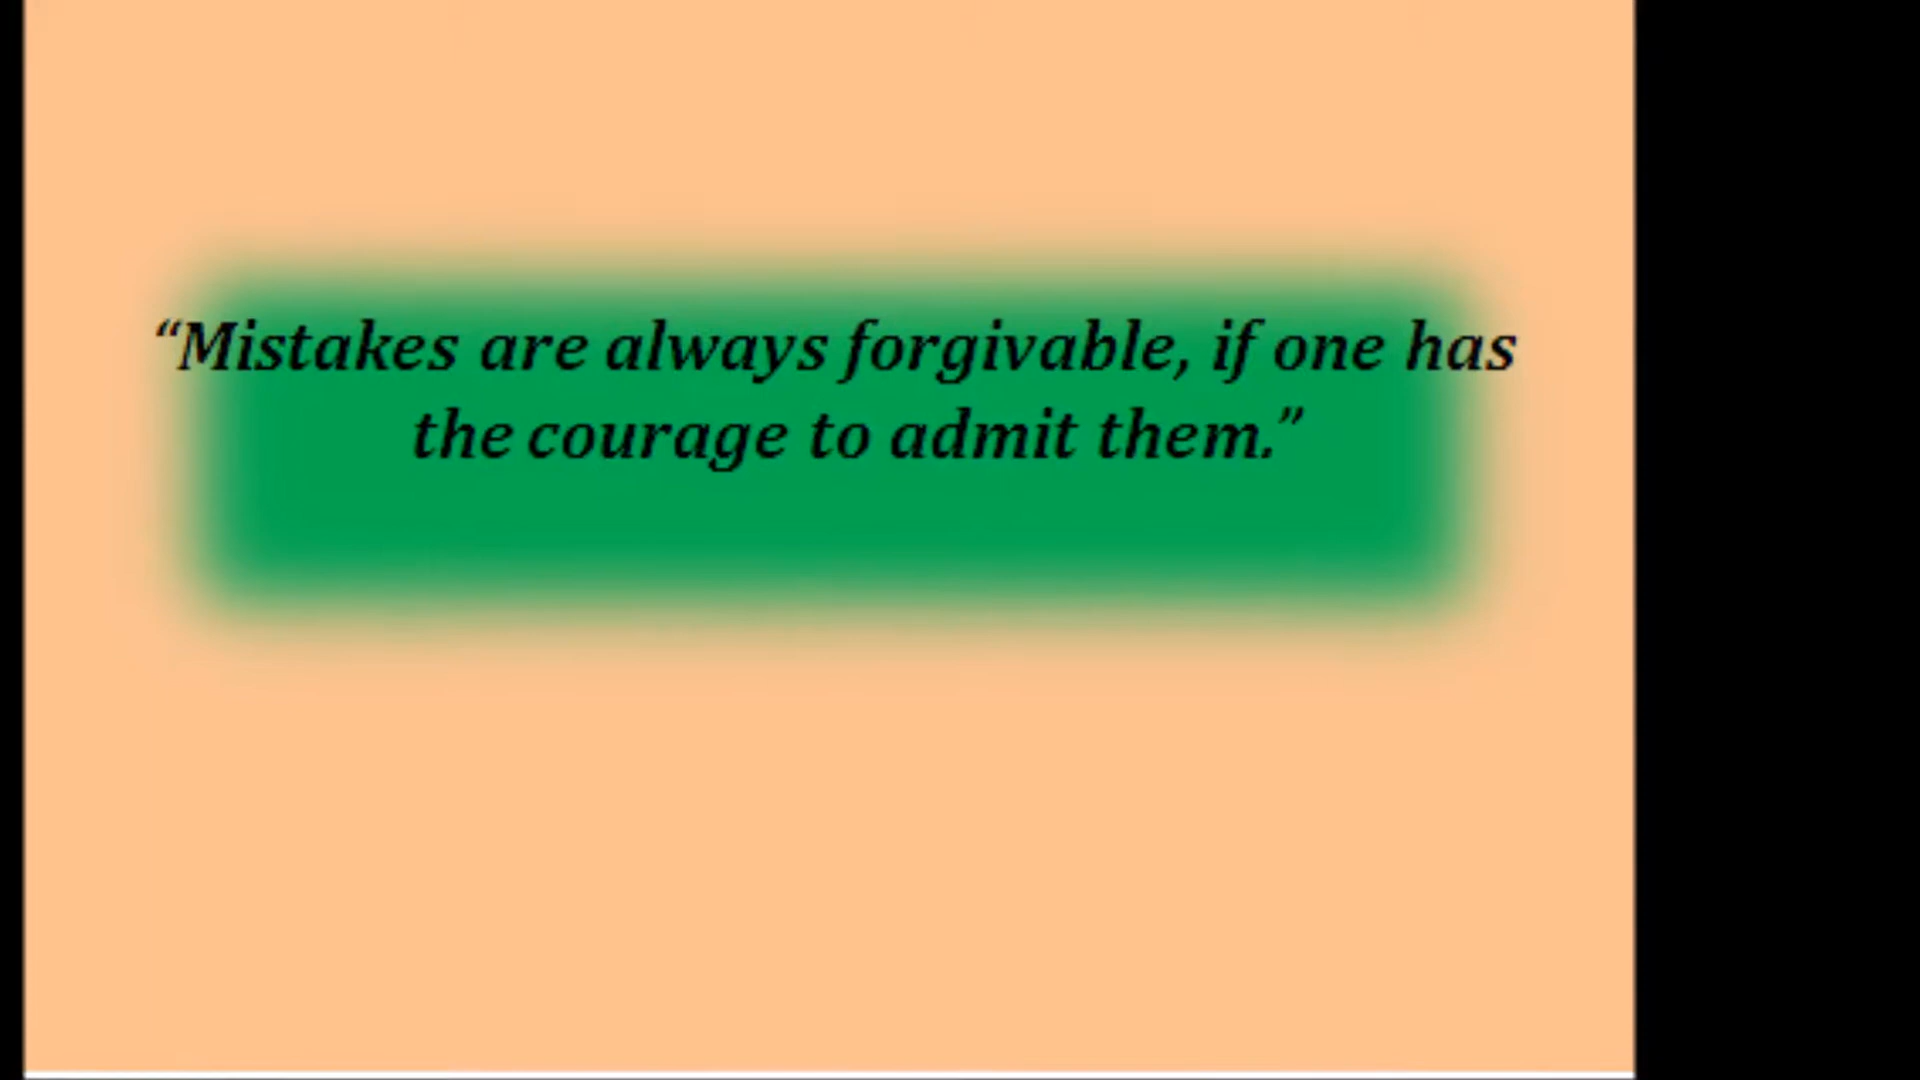 “Mistakes are always forgivable, if one has
the courage to admit them.”